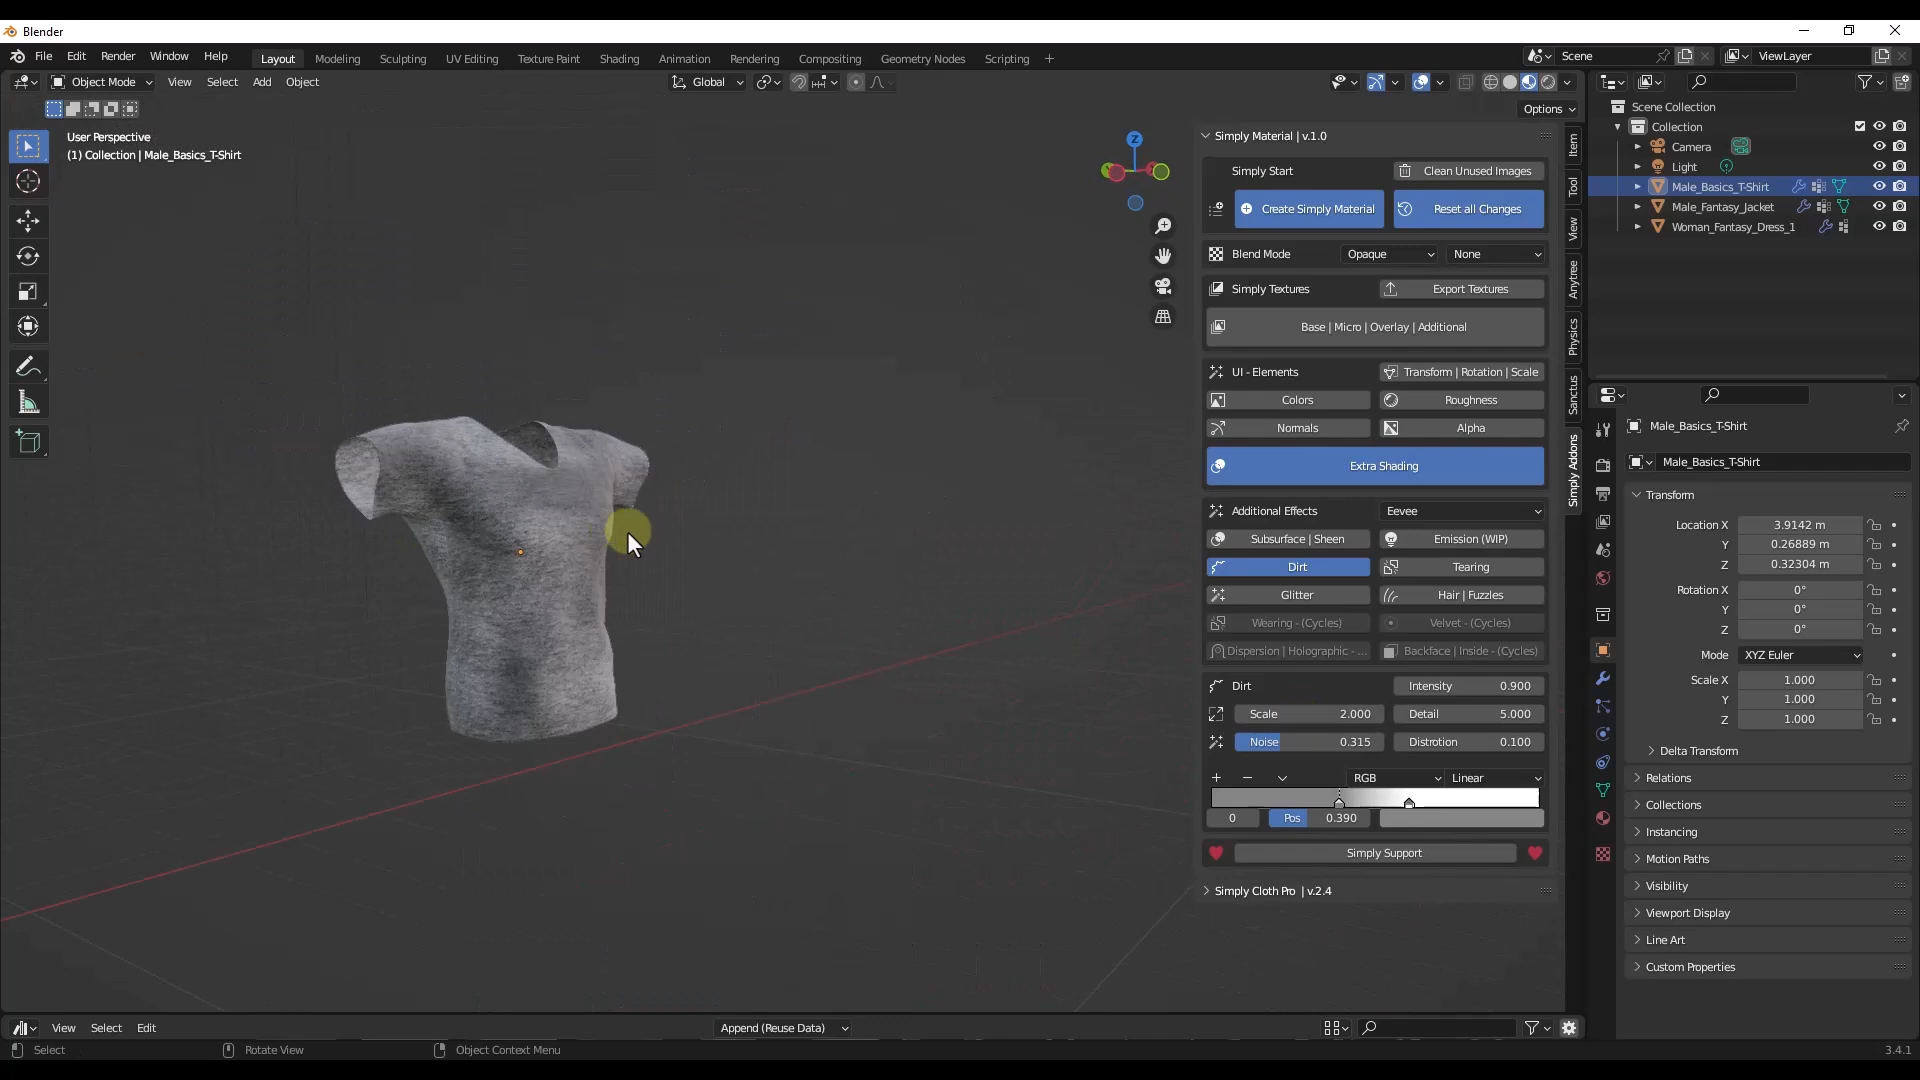 Blender
File Edit Render Window Help
Layout Modeling Sculpting UV Editing Texture Paint Shading Animation Rendering Compositing Geometry Nodes Scripting +
Scene
ViewLayer
Object Mode View Select Add Object
Global
Options
User Perspective
(1) Collection | Male_Basics_T-Shirt
Z
Simply Material | v.1.0
Simply Start
Clean Unused Images
Create Simply Material
Reset all Changes
Blend Mode
Opaque
None
Simply Textures
Export Textures
Base | Micro | Overlay | Additional
UI - Elements
Transform | Rotation | Scale
Colors
Roughness
Normals
Alpha
Extra Shading
Additional Effects
Eevee
Subsurface | Sheen
Emission (WIP)
Dirt
Tearing
Glitter
Hair | Fuzzles
Wearing - (Cycles)
Velvet - (Cycles)
Dispersion | Holographic - ...
Backface | Inside - (Cycles)
Dirt
Intensity 0.900
Scale 2.000
Detail 5.000
Noise 0.315
Distrotion 0.100
RGB
Linear
0
Pos 0.390
Simply Support
Simply Cloth Pro | v.2.4
Item
Tool
View
Anytree
Physics
Sanctus
Simply Addons
Scene Collection
Collection
Camera
Light
Male_Basics_T-Shirt
Male_Fantasy_Jacket
Woman_Fantasy_Dress_1
Male_Basics_T-Shirt
Male_Basics_T-Shirt
Transform
Location X 3.9142 m
Y 0.26889 m
Z 0.32304 m
Rotation X 0°
Y 0°
Z 0°
Mode XYZ Euler
Scale X 1.000
Y 1.000
Z 1.000
Delta Transform
Relations
Collections
Instancing
Motion Paths
Visibility
Viewport Display
Line Art
Custom Properties
View Select Edit
Append (Reuse Data)
Select
Rotate View
Object Context Menu
3.4.1